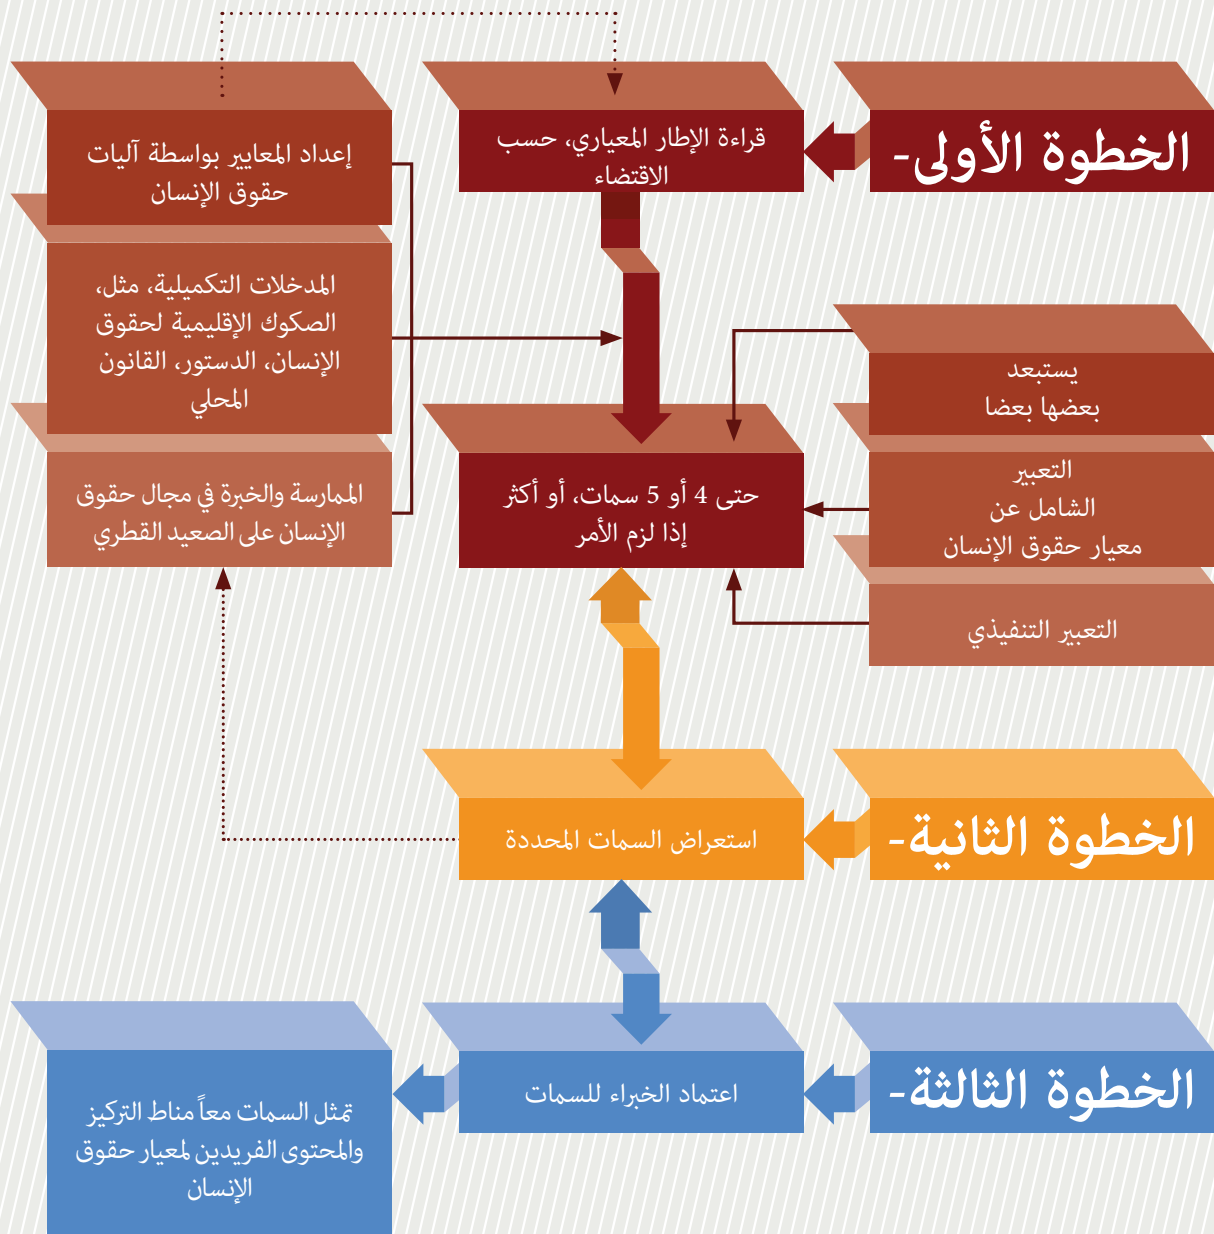 الخطوة الأولى-
قراءة الإطار المعياري، حسب
الاقتضاء
إعداد المعايير بواسطة آليات
حقوق الإنسان
المدخلات التكميلية، مثل،
الصكوك الإقليمية لحقوق
الإنسان، الدستور، القانون
المحلي
الممارسة والخبرة في مجال حقوق
الإنسان على الصعيد القطري
يستبعد
بعضها بعضا
التعبير
الشامل عن
معيار حقوق الإنسان
التعبير التنفيذي
حتى 4 أو 5 سمات، أو أكثر
إذا لزم الأمر
الخطوة الثانية-
استعراض السمات المحددة
الخطوة الثالثة-
اعتماد الخبراء للسمات
تمثل السمات معاً مناط التركيز
والمحتوى الفريدين لمعيار حقوق
الإنسان